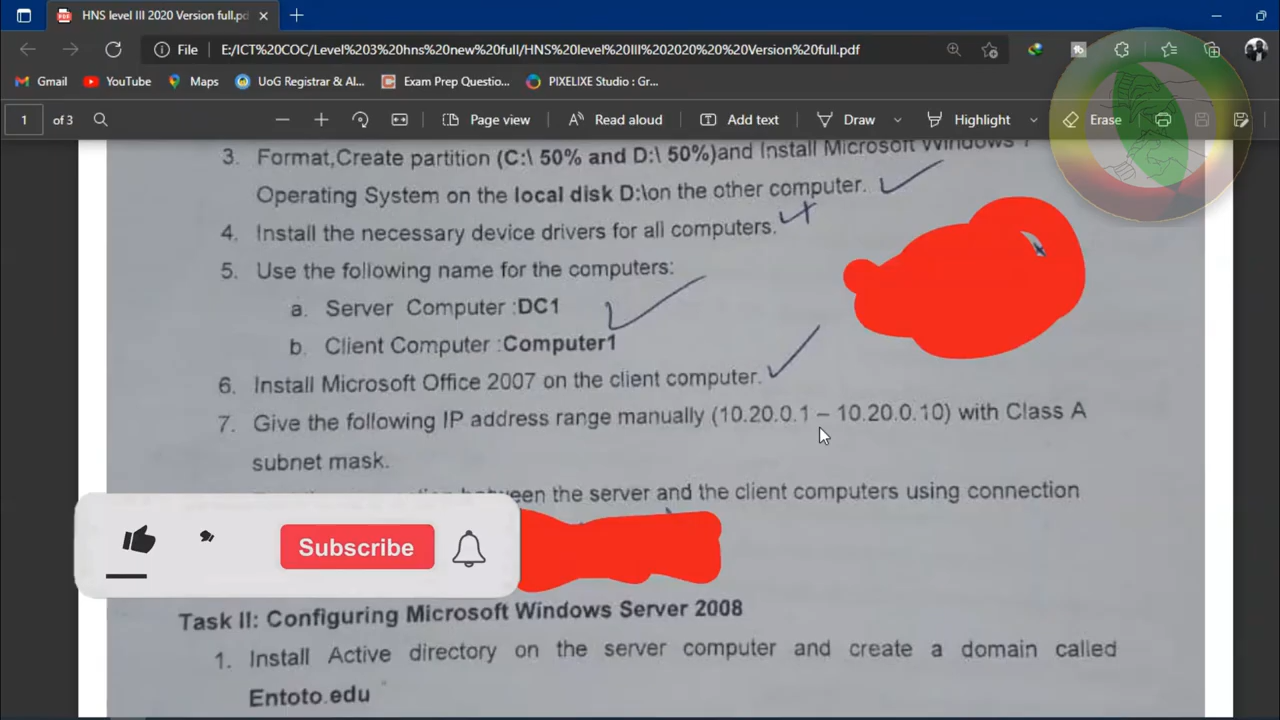 HNS level III 2020 Version full.pd
File E:/ICT%20COC/Level%203%20hns%20new%20full/HNS%20level%20III%202020%20%20Version%20full.pdf
Gmail YouTube Maps UoG Registrar & Al... Exam Prep Questio... PIXELIXE Studio : Gr...
1 of 3 Page view Read aloud Add text Draw Highlight Erase
3. Format,Create partition (C:\ 50% and D:\ 50%)and Install Microsoft Windows
Operating System on the local disk D:\on the other computer.
4. Install the necessary device drivers for all computers.
5. Use the following name for the computers:
a. Server Computer :DC1
b. Client Computer :Computer1
6. Install Microsoft Office 2007 on the client computer.
7. Give the following IP address range manually (10.20.0.1 – 10.20.0.10) with Class A
subnet mask.
between the server and the client computers using connection
Subscribe
Task II: Configuring Microsoft Windows Server 2008
1. Install Active directory on the server computer and create a domain called
Entoto.edu